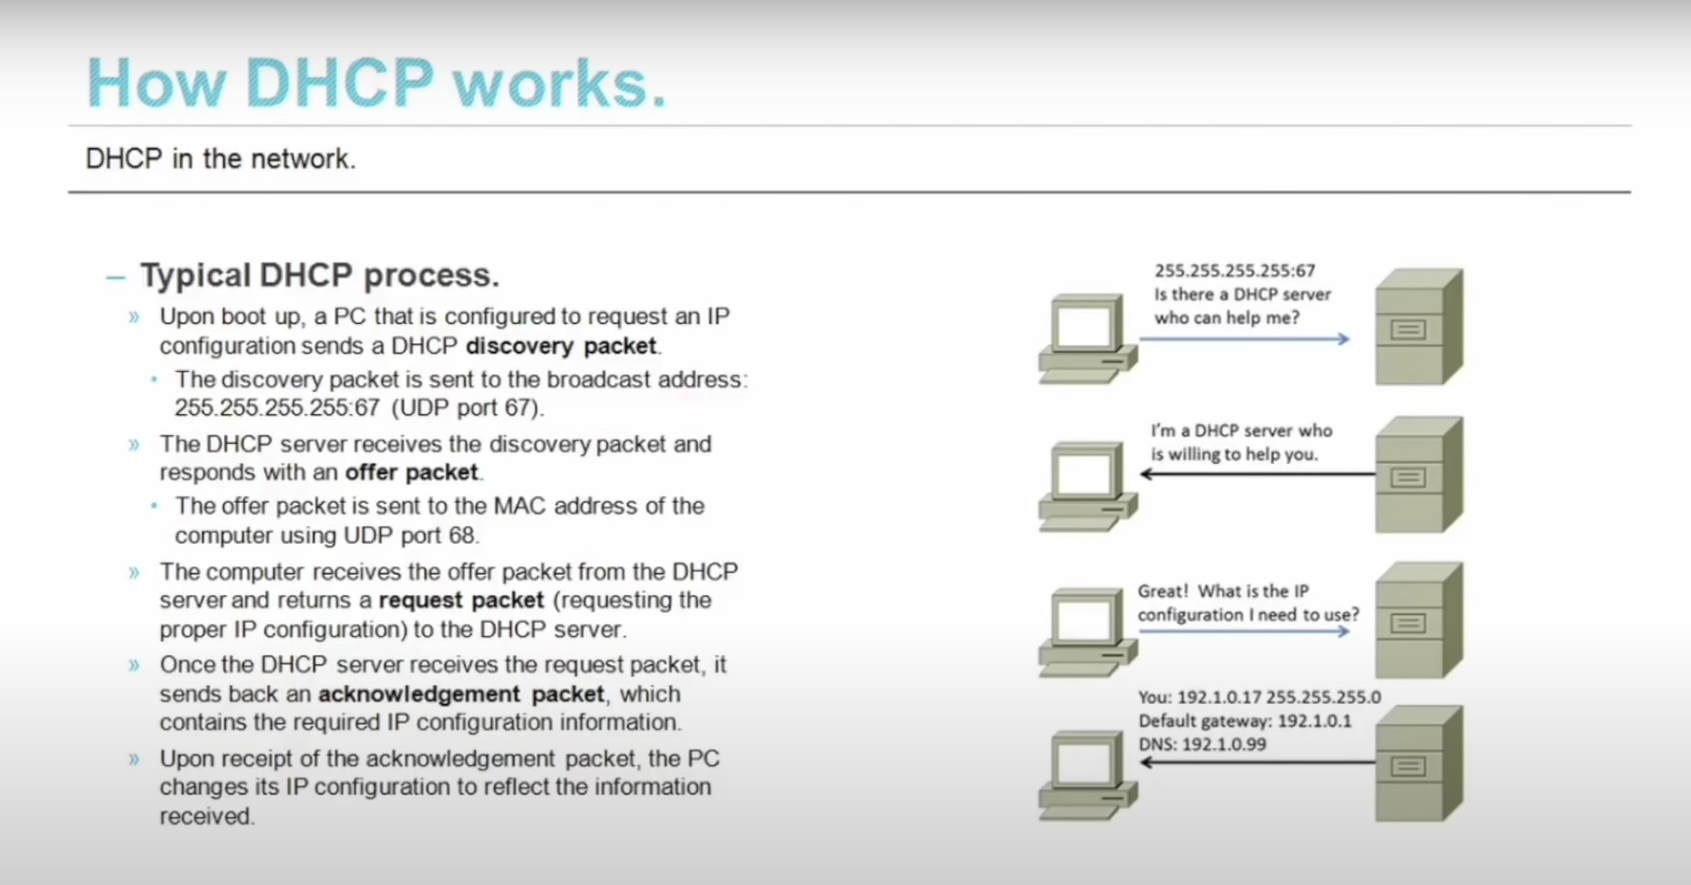 How DHCP works.
DHCP in the network.
– Typical DHCP process.
» Upon boot up, a PC that is configured to request an IP
configuration sends a DHCP discovery packet.
• The discovery packet is sent to the broadcast address:
255.255.255.255:67 (UDP port 67).
» The DHCP server receives the discovery packet and
responds with an offer packet.
• The offer packet is sent to the MAC address of the
computer using UDP port 68.
» The computer receives the offer packet from the DHCP
server and returns a request packet (requesting the
proper IP configuration) to the DHCP server.
» Once the DHCP server receives the request packet, it
sends back an acknowledgement packet, which
contains the required IP configuration information.
» Upon receipt of the acknowledgement packet, the PC
changes its IP configuration to reflect the information
received.
255.255.255.255:67
Is there a DHCP server
who can help me?
I'm a DHCP server who
is willing to help you.
Great! What is the IP
configuration I need to use?
You: 192.1.0.17 255.255.255.0
Default gateway: 192.1.0.1
DNS: 192.1.0.99